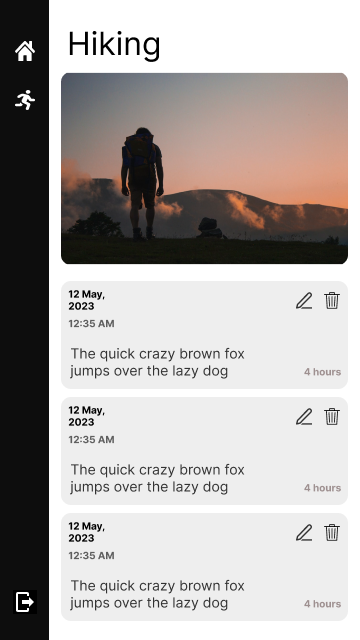 Hiking
12 May,
2023
12:35 AM
The quick crazy brown fox
jumps over the lazy dog
4 hours
12 May,
2023
12:35 AM
The quick crazy brown fox
jumps over the lazy dog
4 hours
12 May,
2023
12:35 AM
The quick crazy brown fox
jumps over the lazy dog
4 hours